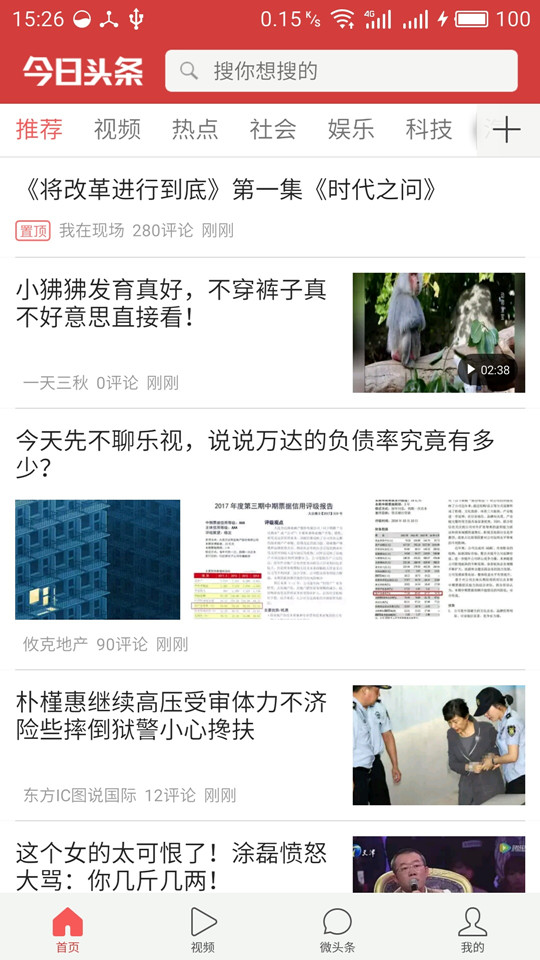 15:26 0.15 K/s 4G 100
今日头条 搜你想搜的
推荐 视频 热点 社会 娱乐 科技
《将改革进行到底》第一集《时代之问》
置顶 我在现场 280评论 刚刚
小狒狒发育真好，不穿裤子真
不好意思直接看！
02:38
一天三秋 0评论 刚刚
今天先不聊乐视，说说万达的负债率究竟有多
少？
2017 年度第三期中期票据信用评级报告
攸克地产 90评论 刚刚
朴槿惠继续高压受审体力不济
险些摔倒狱警小心搀扶
东方IC图说国际 12评论 刚刚
这个女的太可恨了！涂磊愤怒
大骂：你几斤几两！
天津
首页 视频 微头条 我的